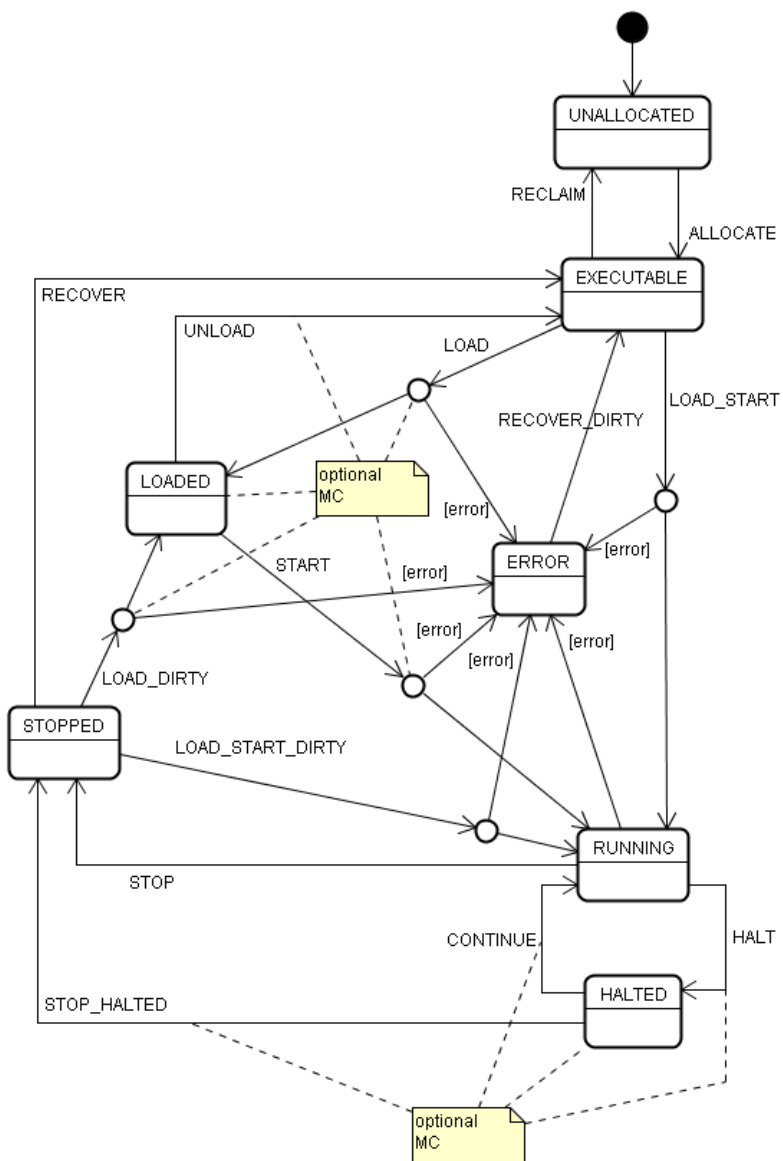 UNALLOCATED
RECLAIM
ALLOCATE
EXECUTABLE
RECOVER
UNLOAD
LOAD
LOAD_START
RECOVER_DIRTY
LOADED
optional
MC
[error]
[error]
ERROR
START
[error]
[error]
[error]
[error]
LOAD_DIRTY
STOPPED
LOAD_START_DIRTY
RUNNING
STOP
CONTINUE
HALT
HALTED
STOP_HALTED
optional
MC